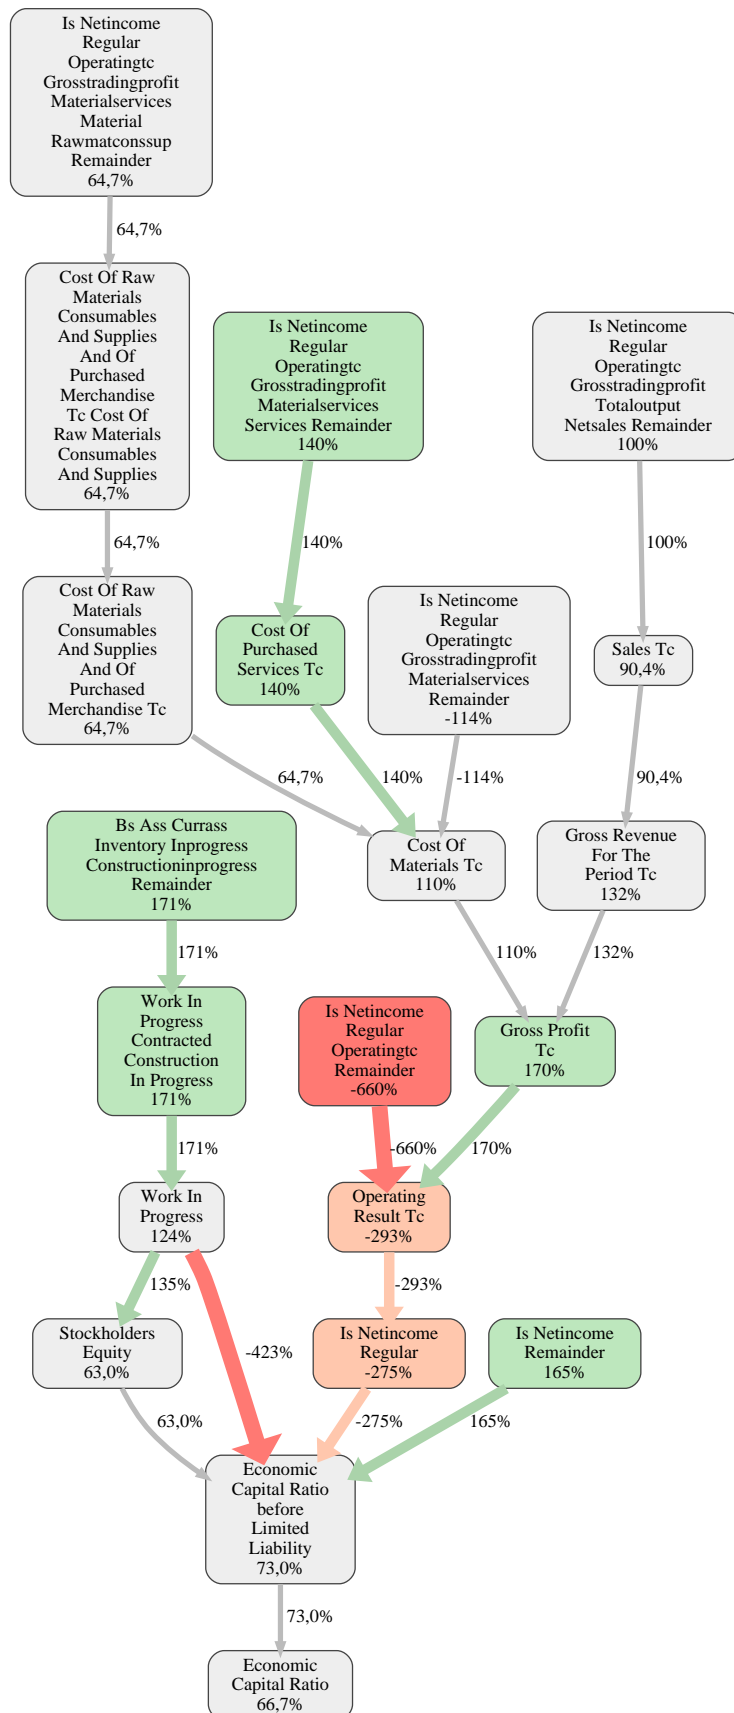 Is Netincome
Regular
Operatingtc
Grosstradingprofit
Materialservices
Material
Rawmatconssup
Remainder
64,7%
64,7%
Cost Of Raw
Materials
Consumables
And Supplies
And Of
Purchased
Merchandise
Tc Cost Of
Raw Materials
Consumables
And Supplies
64,7%
Is Netincome
Regular
Operatingtc
Grosstradingprofit
Materialservices
Services Remainder
140%
Is Netincome
Regular
Operatingtc
Grosstradingprofit
Totaloutput
Netsales Remainder
100%
64,7%
140%
100%
Cost Of Raw
Materials
Consumables
And Supplies
And Of
Purchased
Merchandise Tc
64,7%
Cost Of
Purchased
Services Tc
140%
Is Netincome
Regular
Operatingtc
Grosstradingprofit
Materialservices
Remainder
-114%
Sales Tc
90,4%
64,7%
140%
-114%
90,4%
Bs Ass Currass
Inventory Inprogress
Constructioninprogress
Remainder
171%
Cost Of
Materials Tc
110%
Gross Revenue
For The
Period Tc
132%
171%
110%
132%
Work In
Progress
Contracted
Construction
In Progress
171%
Is Netincome
Regular
Operatingtc
Remainder
-660%
Gross Profit
Tc
170%
171%
-660%
170%
Work In
Progress
124%
Operating
Result Tc
-293%
135%
-423%
-293%
Stockholders
Equity
63,0%
Is Netincome
Regular
-275%
Is Netincome
Remainder
165%
63,0%
-275%
165%
Economic
Capital Ratio
before
Limited
Liability
73,0%
73,0%
Economic
Capital Ratio
66,7%